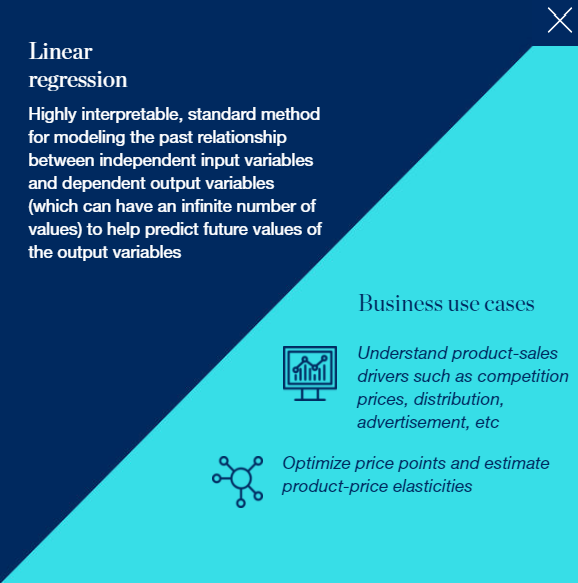 Linear
regression
Highly interpretable, standard method
for modeling the past relationship
between independent input variables
and dependent output variables
(which can have an infinite number of
values) to help predict future values of
the output variables
Business use cases
Understand product-sales
drivers such as competition
prices, distribution,
advertisement, etc
Optimize price points and estimate
product-price elasticities